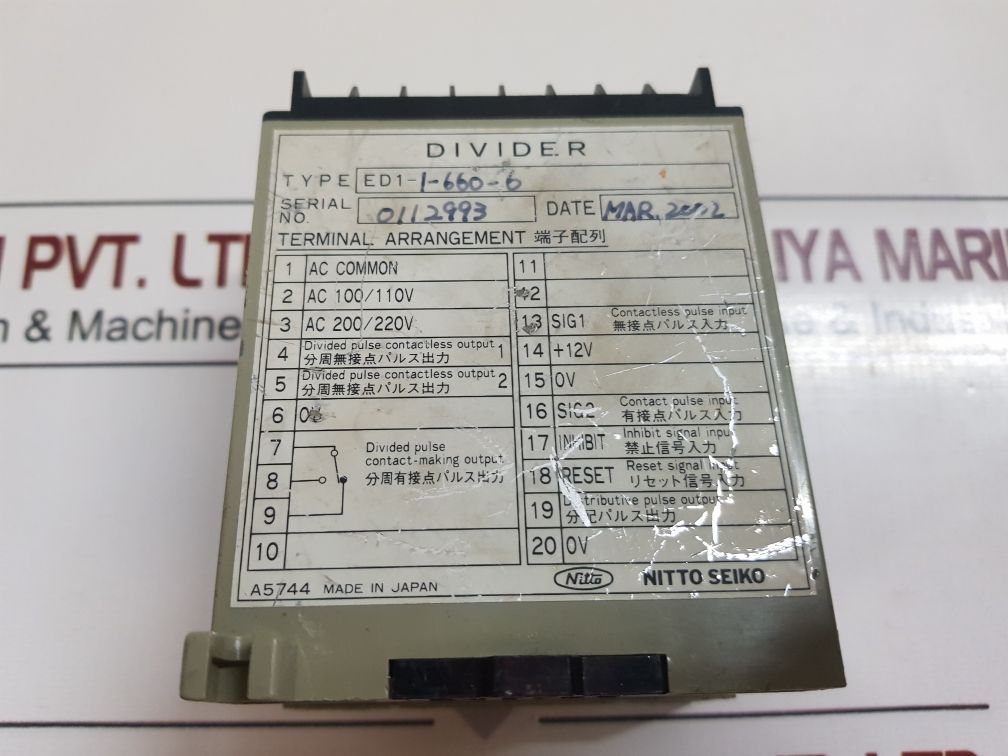 DIVIDER
TYPE ED1-1-660-6
SERIAL NO. 0112993 DATE MAR. 2002
TERMINAL ARRANGEMENT 端子配列
1 AC COMMON
2 AC 100/110V
3 AC 200/220V
4 Divided pulse contactless output 1
分周無接点パルス出力
5 Divided pulse contactless output 2
分周無接点パルス出力
6
7
8
9
Divided pulse
contact-making output
分周有接点パルス出力
10
11
12
13 SIG1 Contactless pulse input
無接点パルス入力
14 +12V
15 0V
16 SIG2 Contact pulse input
有接点パルス入力
17 INHIBIT Inhibit signal input
禁止信号入力
18 RESET Reset signal input
リセット信号入力
19 Distributive pulse output
分配パルス出力
20 0V
A5744 MADE IN JAPAN
Nitto NITTO SEIKO
PVT. LT
& Machine
IYA MARI